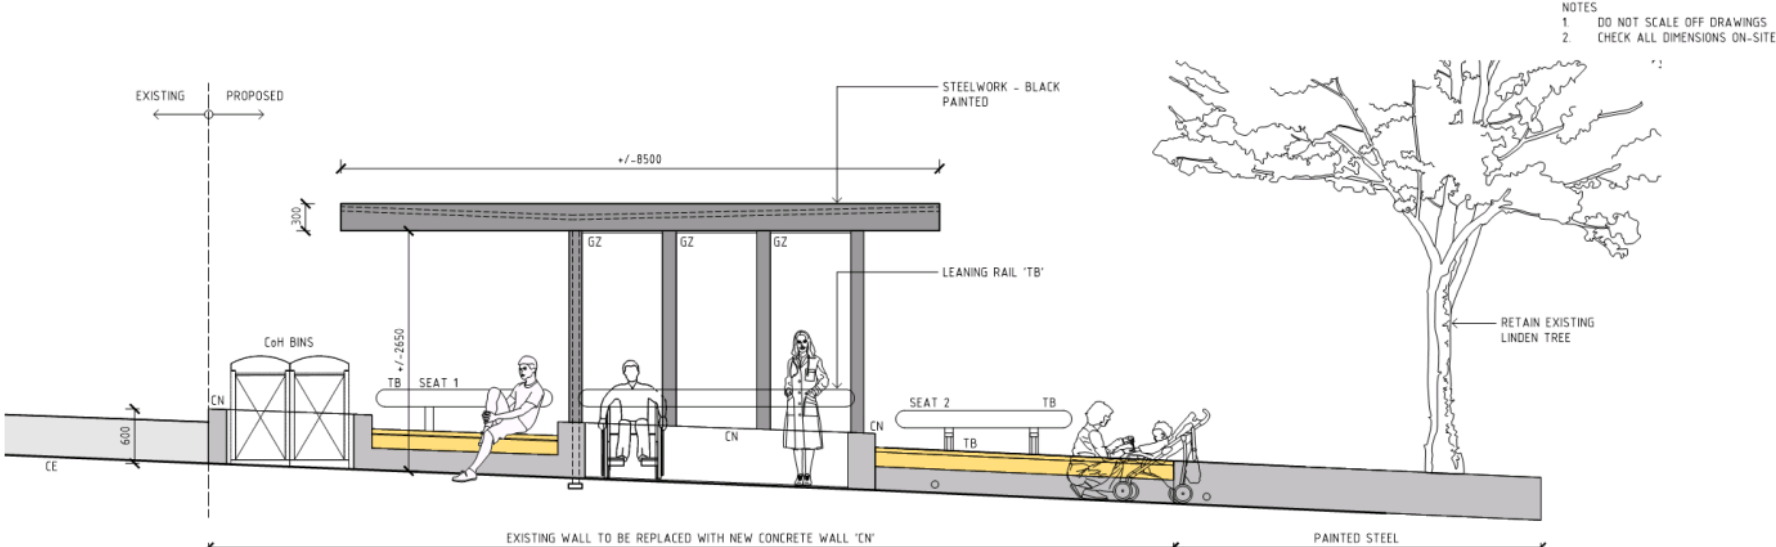 NOTES
1. DO NOT SCALE OFF DRAWINGS
2. CHECK ALL DIMENSIONS ON-SITE
EXISTING PROPOSED
STEELWORK - BLACK
PAINTED
+/-8500
300
GZ GZ GZ
LEANING RAIL 'TB'
+/-2650
RETAIN EXISTING
LINDEN TREE
CoH BINS
TB SEAT 1
CN
SEAT 2 TB
600
CN
CN
TB
CE
EXISTING WALL TO BE REPLACED WITH NEW CONCRETE WALL 'CN'
PAINTED STEEL